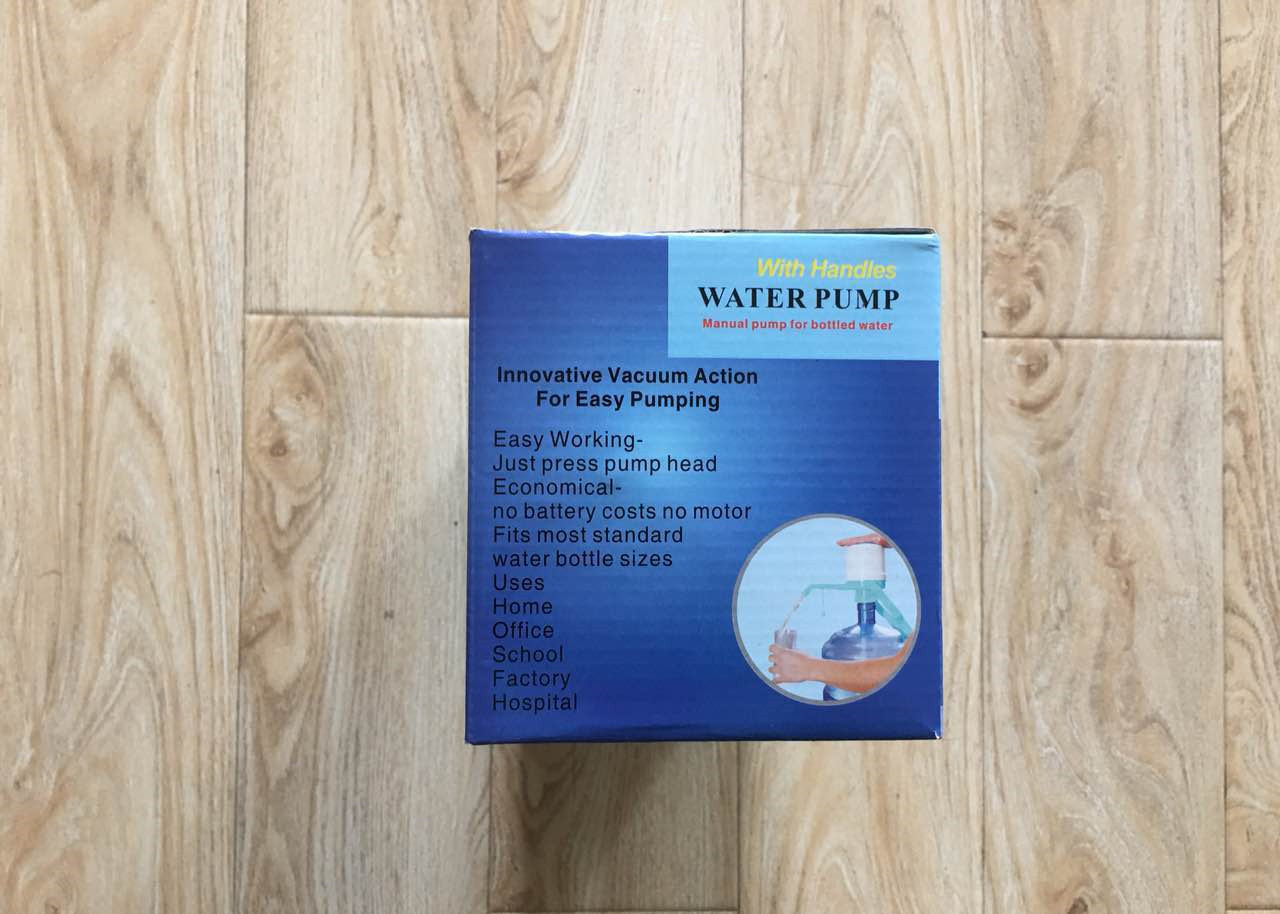 With Handles
WATER PUMP
Manual pump for bottled water
Innovative Vacuum Action
For Easy Pumping
Easy Working-
Just press pump head
Economical-
no battery costs no motor
Fits most standard
water bottle sizes
Uses
Home
Office
School
Factory
Hospital